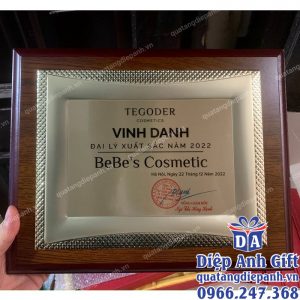 TEGODER
COSMETICS
VINH DANH
ĐẠI LÝ XUẤT SẮC NĂM 2022
BeBe's Cosmetic
Hà Nội, Ngày 22 Tháng 12 Năm 2022
DA
Diệp Anh Gift
quatangdiepanh.vn
0966.247.368